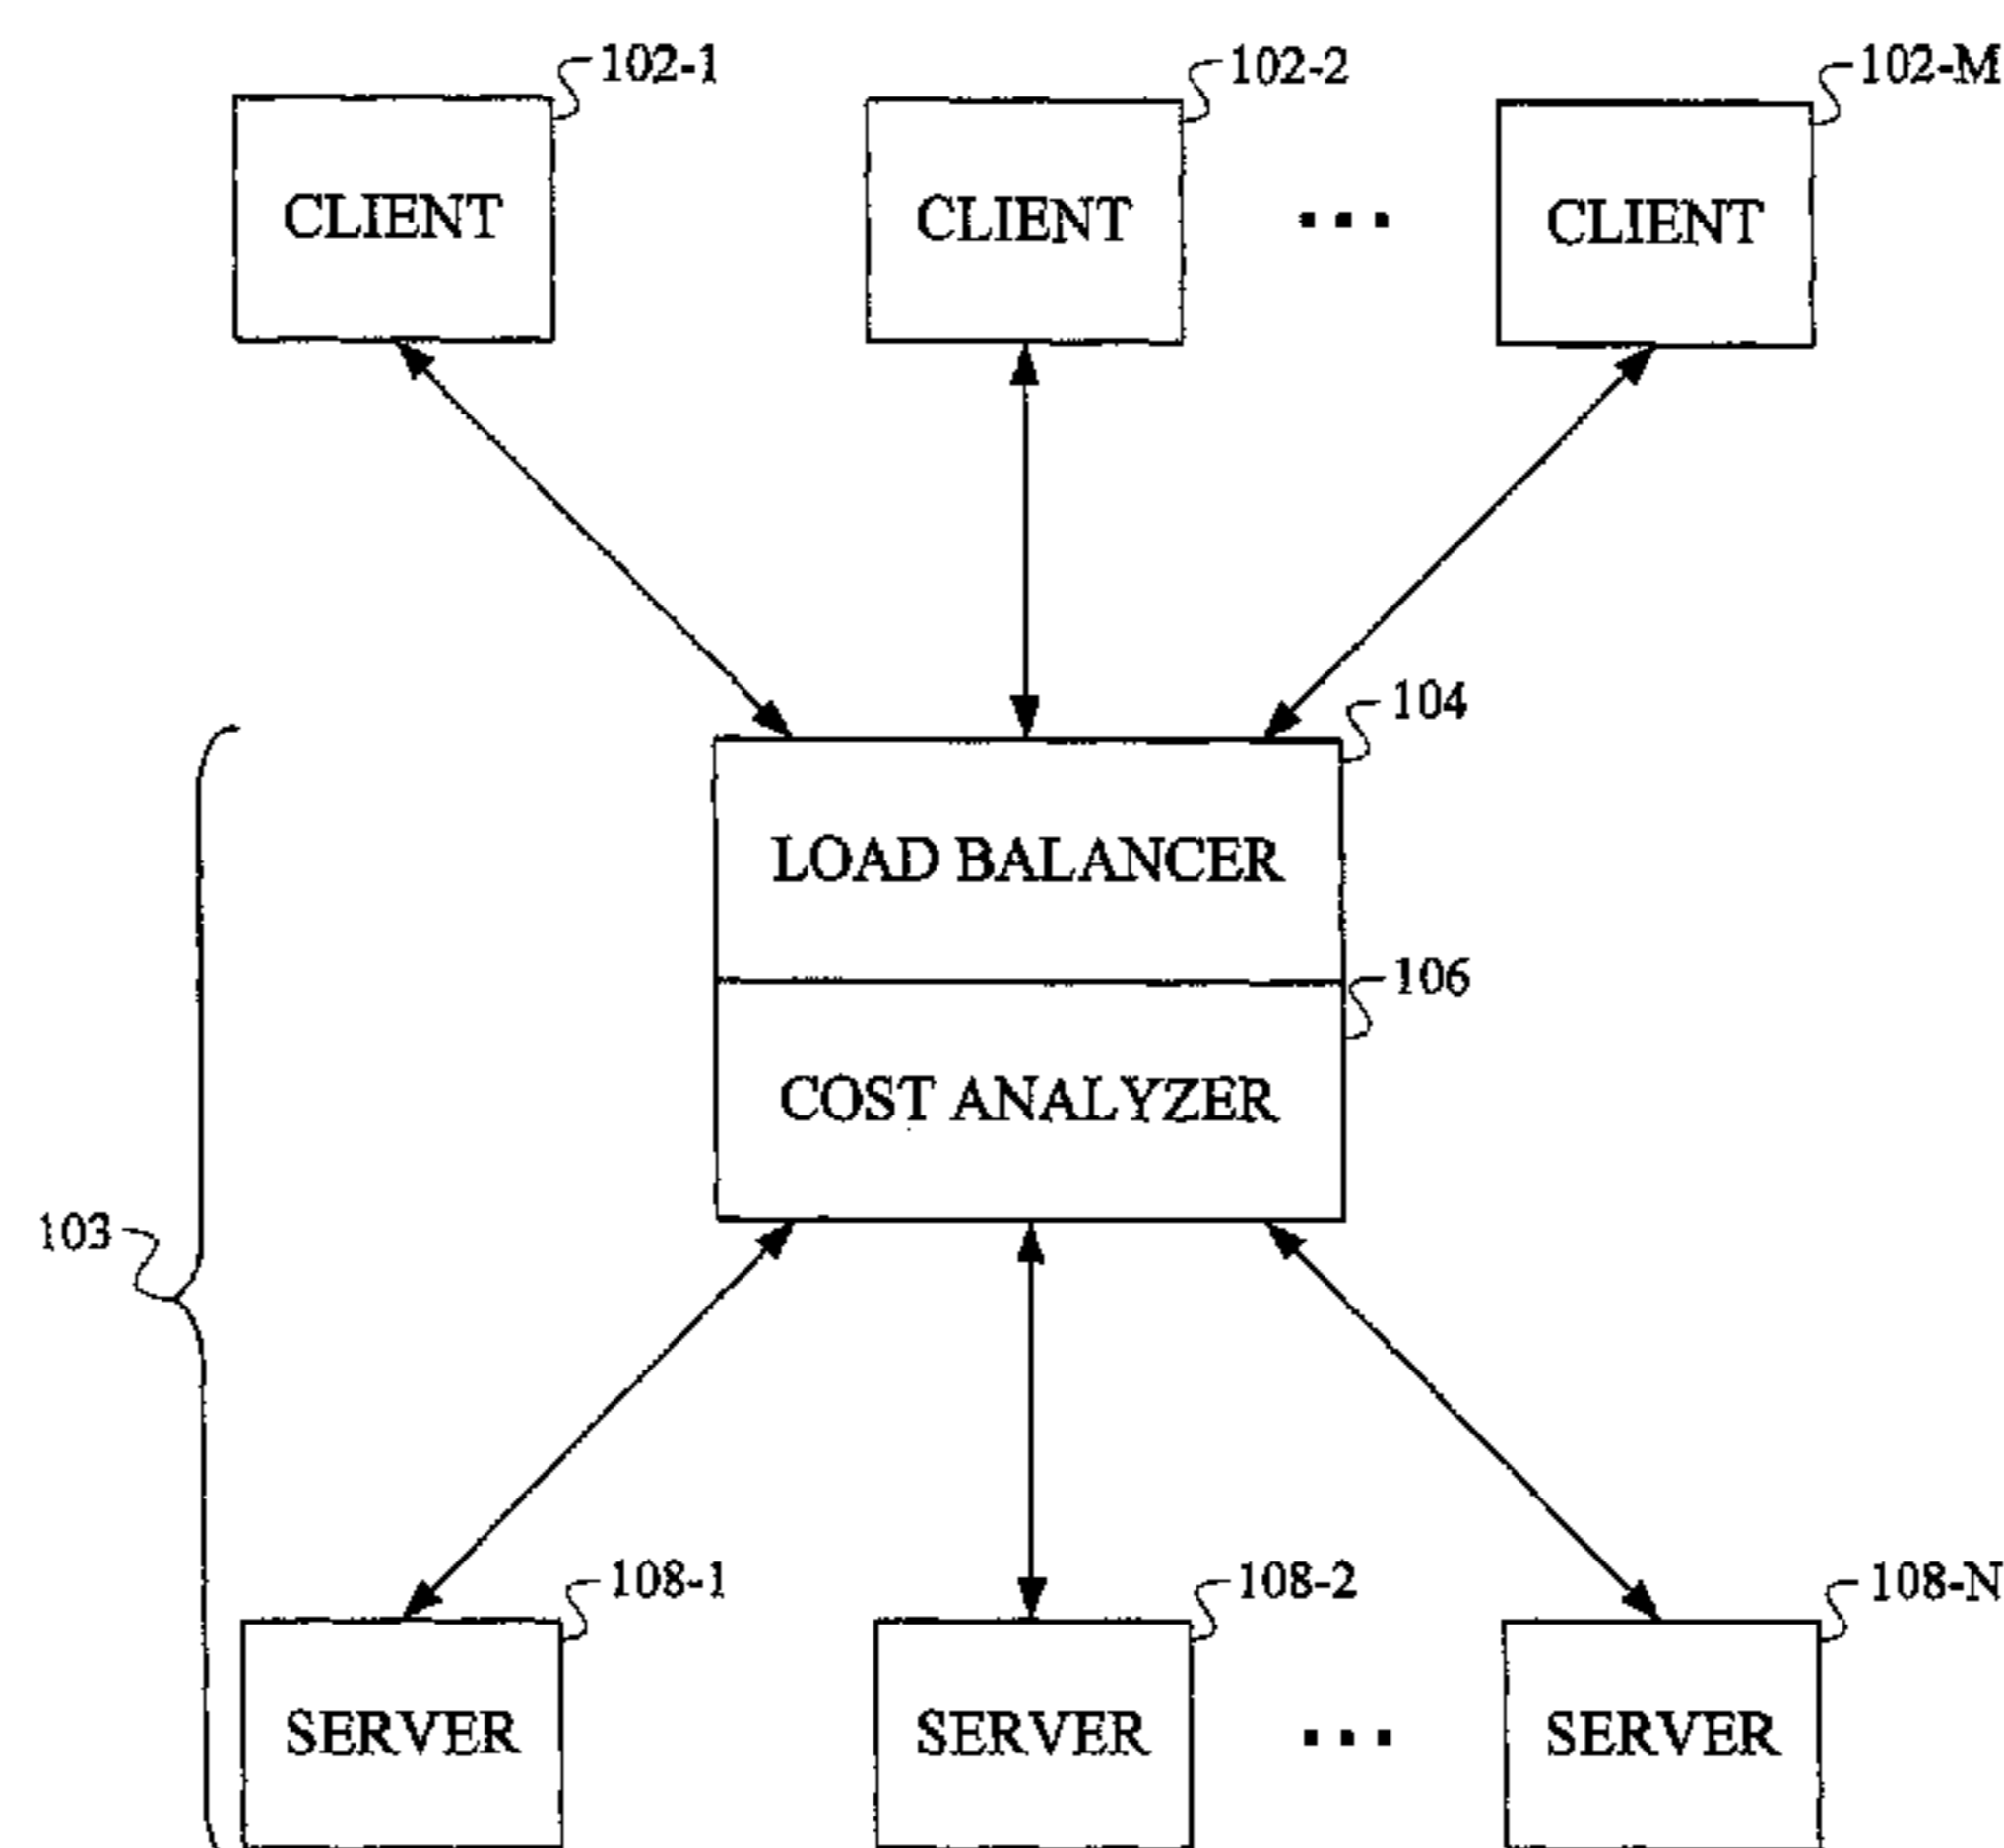 102-1
102-2
102-M
CLIENT
CLIENT
...
CLIENT
104
LOAD BALANCER
106
COST ANALYZER
103
108-1
108-2
108-N
SERVER
SERVER
...
SERVER